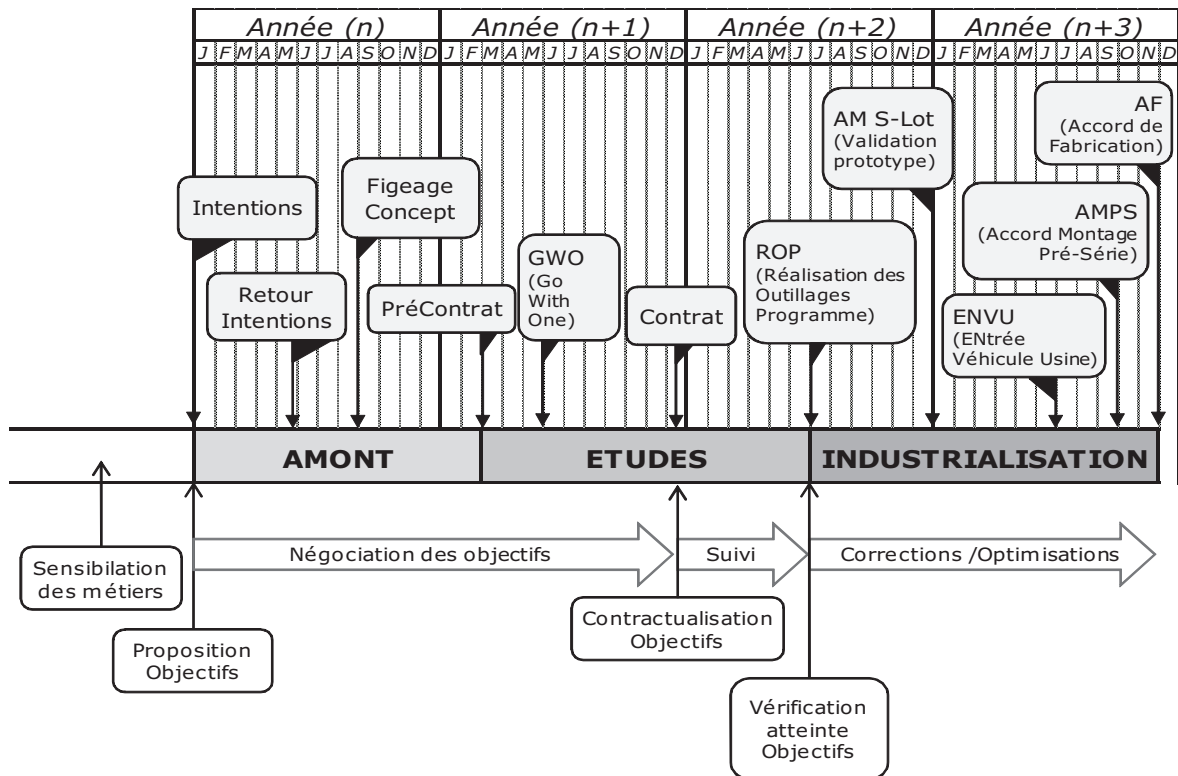 Année (n) Année (n+1) Année (n+2) Année (n+3)
J F M A M J J A S O N D J F M A M J J A S O N D J F M A M J J A S O N D J F M A M J J A S O N D
Intentions
Retour
Intentions
Figeage
Concept
PréContrat
GWO
(Go
With
One)
Contrat
ROP
(Réalisation des
Outillages
Programme)
AM S-Lot
(Validation
prototype)
ENVU
(ENtrée
Véhicule Usine)
AMPS
(Accord Montage
Pré-Série)
AF
(Accord de
Fabrication)
AMONT ETUDES INDUSTRIALISATION
Négociation des objectifs Suivi Corrections /Optimisations
Sensibilation
des métiers
Proposition
Objectifs
Contractualisation
Objectifs
Vérification
atteinte
Objectifs